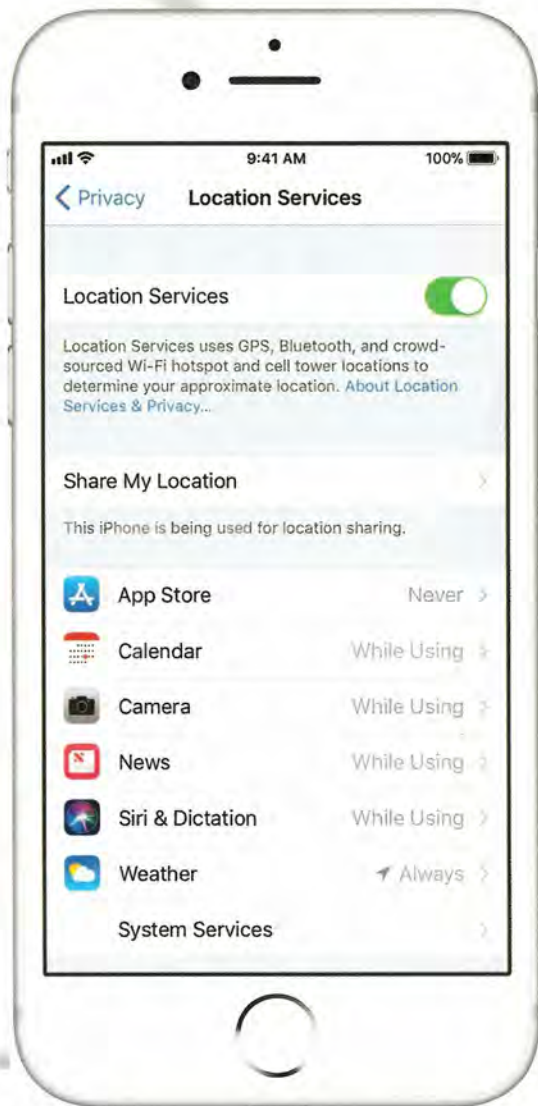 9:41 AM 100%
Privacy Location Services
Location Services
Location Services uses GPS, Bluetooth, and crowd-
sourced Wi-Fi hotspot and cell tower locations to
determine your approximate location. About Location
Services & Privacy...
Share My Location
This iPhone is being used for location sharing.
App Store Never
Calendar While Using
Camera While Using
News While Using
Siri & Dictation While Using
Weather Always
System Services